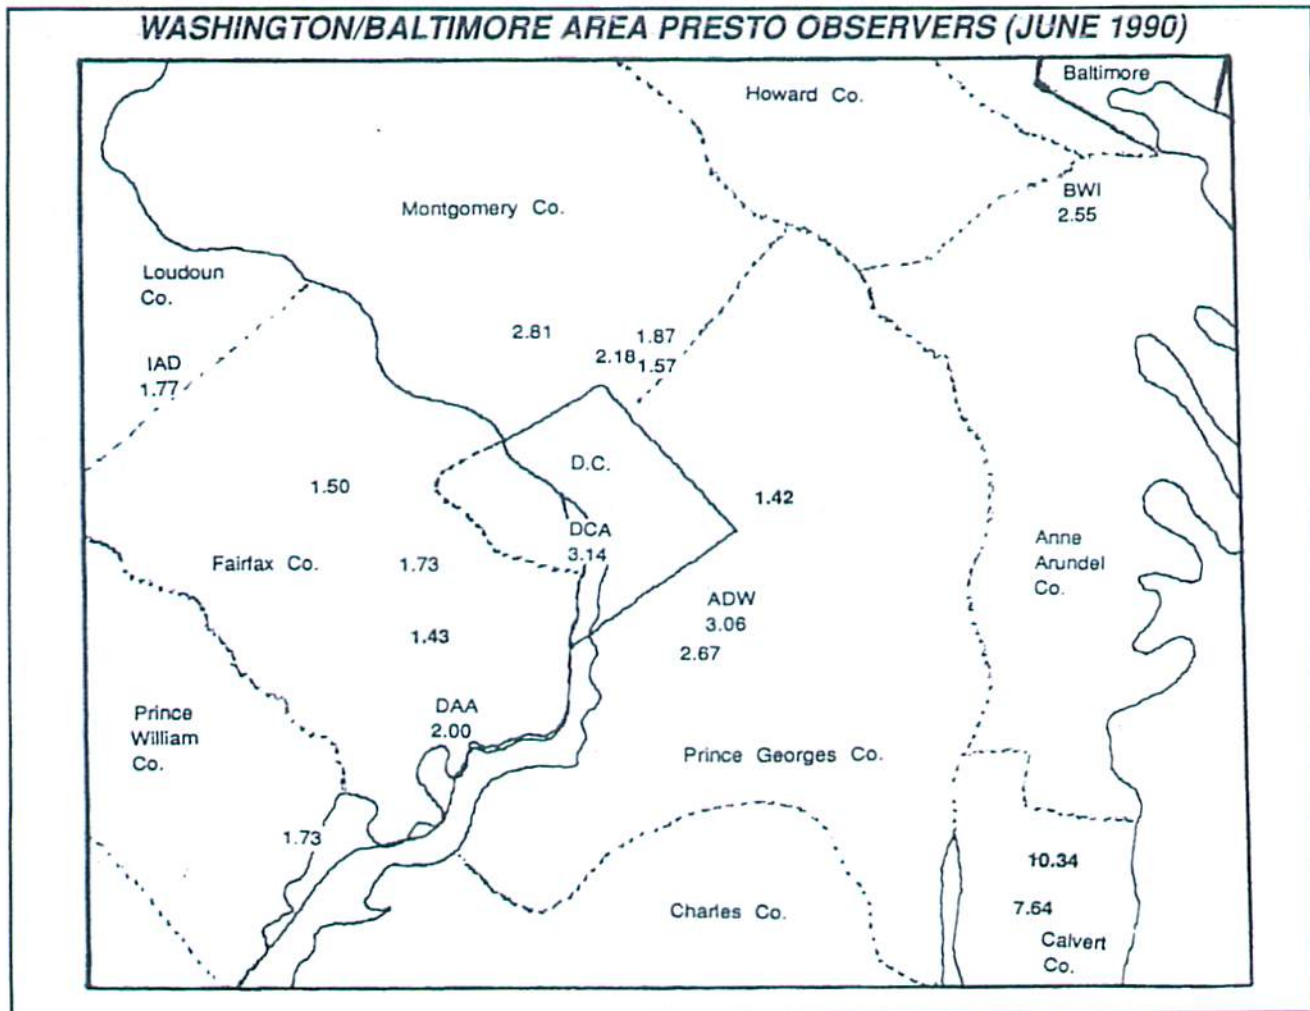 WASHINGTON/BALTIMORE AREA PRESTO OBSERVERS (JUNE 1990)
Baltimore
Howard Co.
BWI
2.55
Montgomery Co.
Loudoun
Co.
2.81
1.87
2.18
1.57
IAD
1.77
D.C.
1.50
1.42
DCA
3.14
Anne
Arundel
Co.
Fairfax Co.
1.73
ADW
3.06
1.43
2.67
DAA
2.00
Prince
William
Co.
Prince Georges Co.
1.73
10.34
7.64
Charles Co.
Calvert
Co.